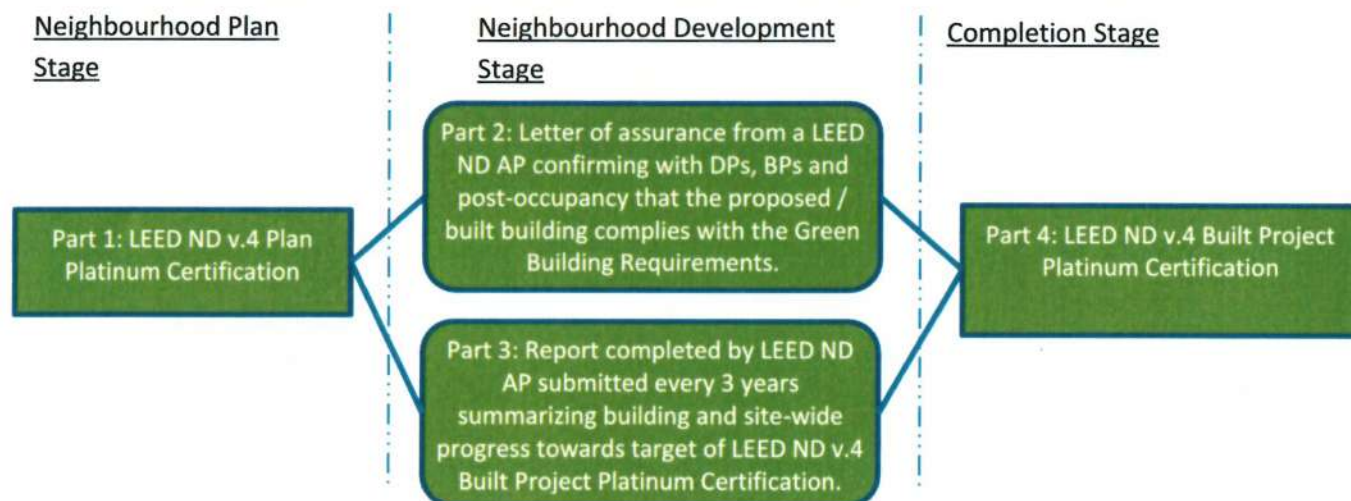 Neighbourhood Plan
Stage
Neighbourhood Development
Stage
Completion Stage
Part 1: LEED ND v.4 Plan
Platinum Certification
Part 2: Letter of assurance from a LEED
ND AP confirming with DPs, BPs and
post-occupancy that the proposed /
built building complies with the Green
Building Requirements.
Part 3: Report completed by LEED ND
AP submitted every 3 years
summarizing building and site-wide
progress towards target of LEED ND v.4
Built Project Platinum Certification.
Part 4: LEED ND v.4 Built Project
Platinum Certification